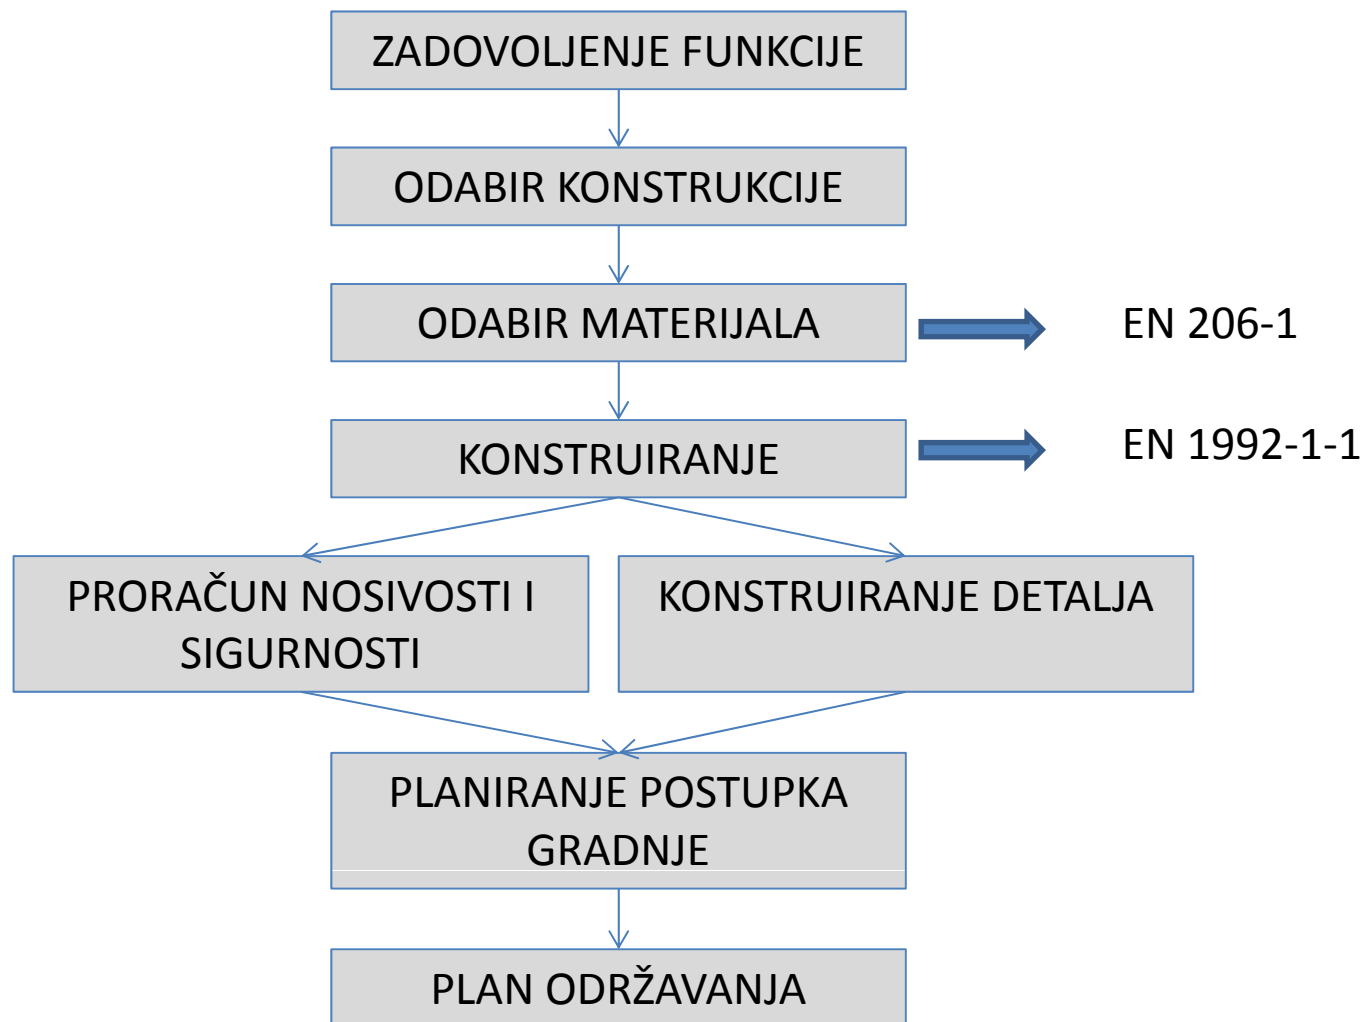 ZADOVOLJENJE FUNKCIJE
ODABIR KONSTRUKCIJE
ODABIR MATERIJALA
EN 206-1
KONSTRUIRANJE
EN 1992-1-1
PRORAČUN NOSIVOSTI I
SIGURNOSTI
KONSTRUIRANJE DETALJA
PLANIRANJE POSTUPKA
GRADNJE
PLAN ODRŽAVANJA